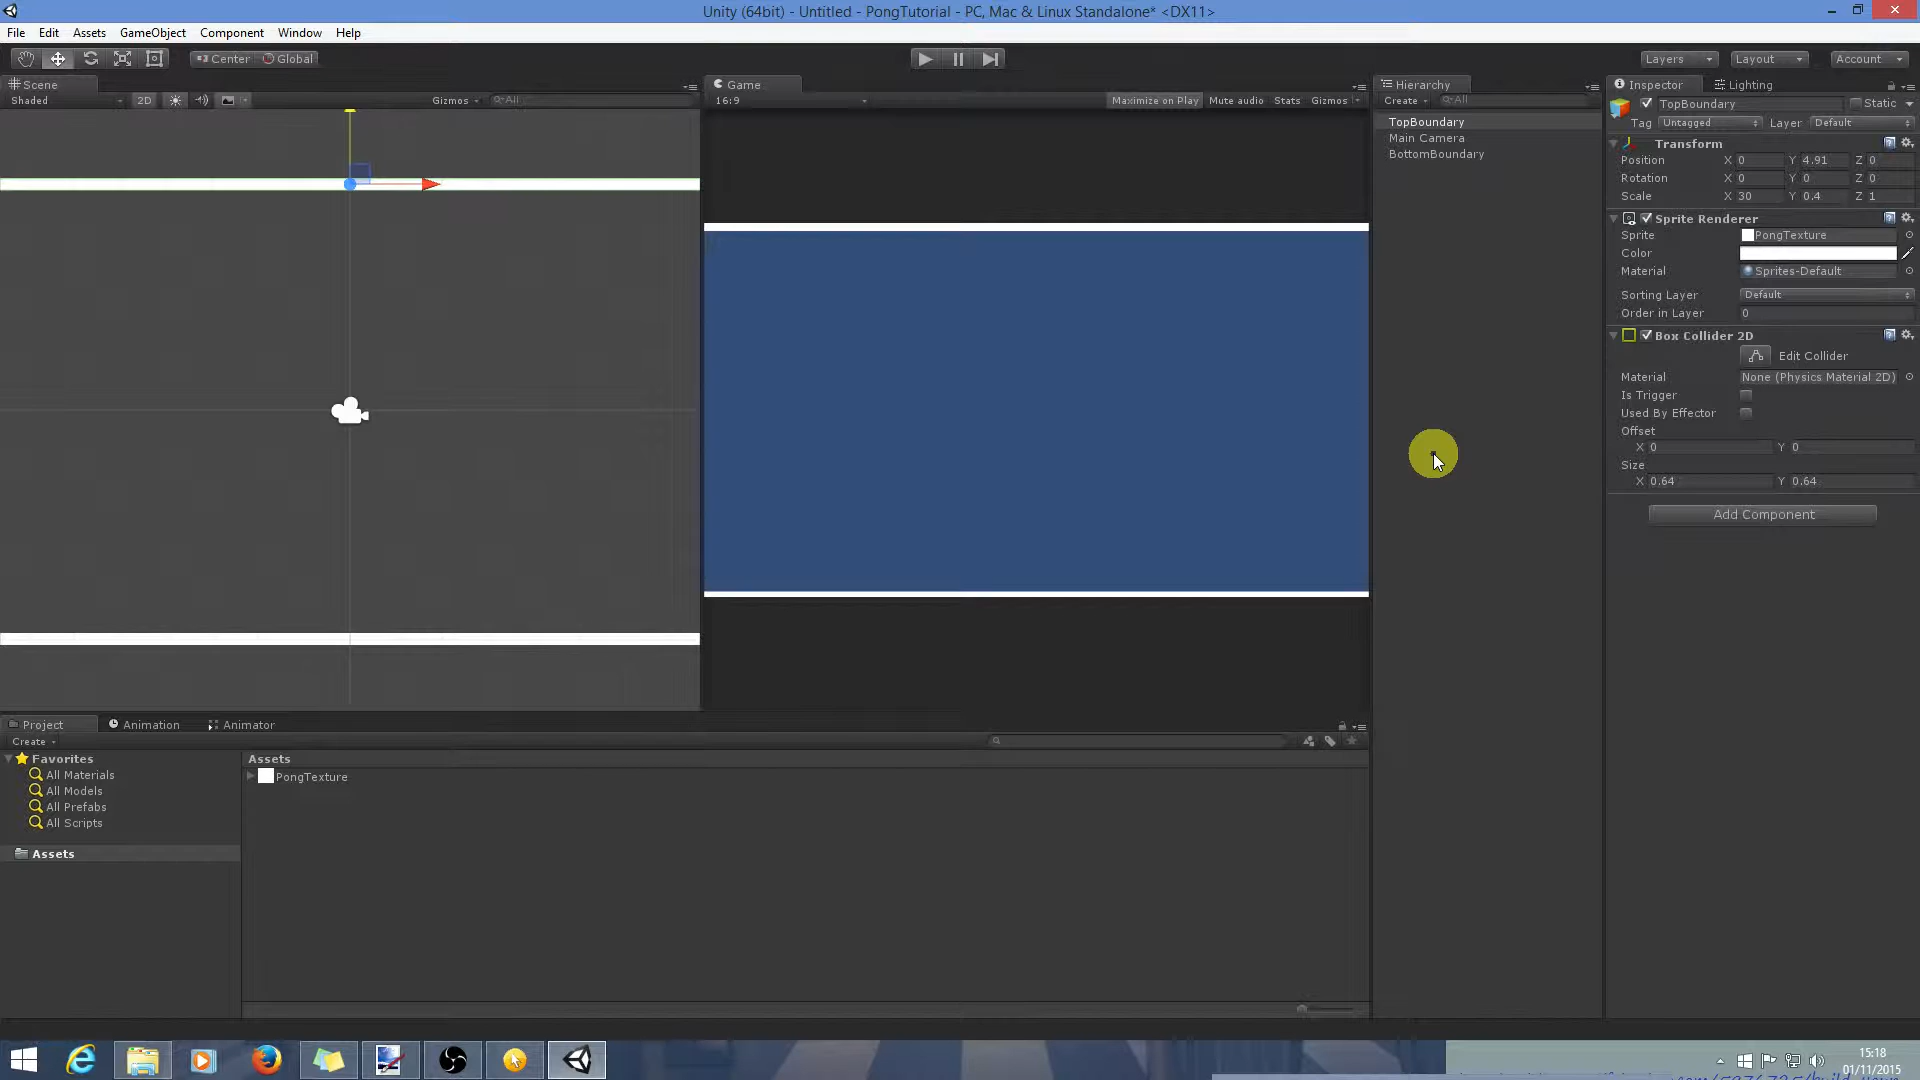 Unity (64bit) - Untitled - PongTutorial - PC, Mac & Linux Standalone* <DX11>
File Edit Assets GameObject Component Window Help
Center Global Layers Layout Account
Scene Game Hierarchy Inspector Lighting
Shaded 2D Gizmos All 16:9 Maximize on Play Mute audio Stats Gizmos Create All
TopBoundary Static
Tag Untagged Layer Default
TopBoundary
Main Camera
BottomBoundary
Transform
Position X 0 Y 4.91 Z 0
Rotation X 0 Y 0 Z 0
Scale X 30 Y 0.4 Z 1
Sprite Renderer
Sprite PongTexture
Color
Material Sprites-Default
Sorting Layer Default
Order in Layer 0
Box Collider 2D
Edit Collider
Material None (Physics Material 2D)
Is Trigger
Used By Effector
Offset
X 0 Y 0
Size
X 0.64 Y 0.64
Add Component
Project Animation Animator
Create
Favorites
All Materials
All Models
All Prefabs
All Scripts
Assets
Assets
PongTexture
15:18
01/11/2015